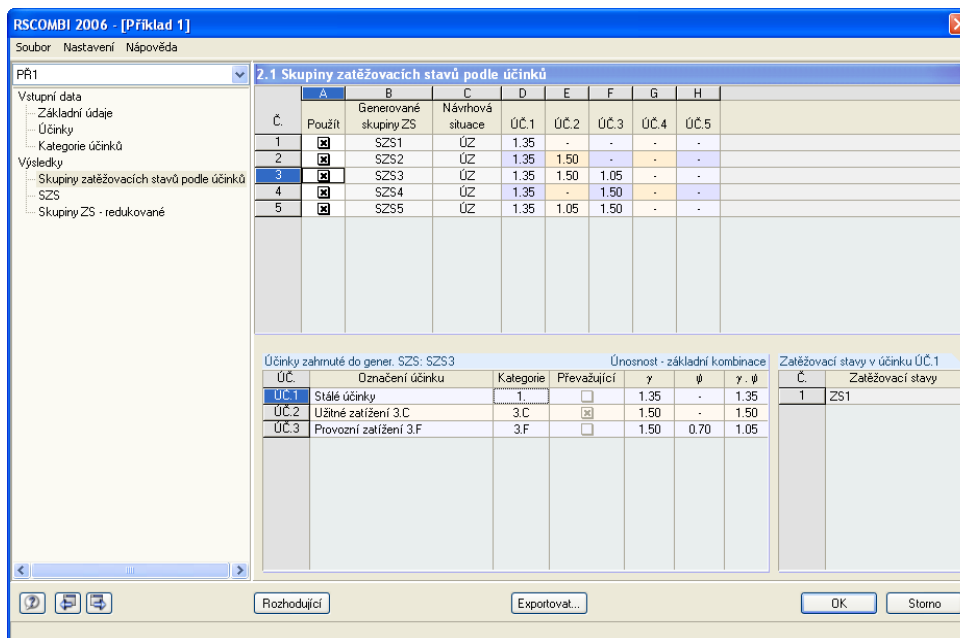 RSCOMBI 2006 - [Příklad 1]
Soubor Nastavení Nápověda
PŘ1
Vstupní data
Základní údaje
Účinky
Kategorie účinků
Výsledky
Skupiny zatěžovacích stavů podle účinků
SZS
Skupiny ZS - redukované
2.1 Skupiny zatěžovacích stavů podle účinků
A B C D E F G H
Generované Návrhová
Č. Použít skupiny ZS situace ÚČ.1 ÚČ.2 ÚČ.3 ÚČ.4 ÚČ.5
1 SZS1 ÚZ 1.35 - - - -
2 SZS2 ÚZ 1.35 1.50 - - -
3 SZS3 ÚZ 1.35 1.50 1.05 - -
4 SZS4 ÚZ 1.35 - 1.50 - -
5 SZS5 ÚZ 1.35 1.05 1.50 - -
Účinky zahrnuté do gener. SZS: SZS3 Únosnost - základní kombinace
ÚČ. Označení účinku Kategorie Převažující γ ψ γ . ψ
ÚČ.1 Stálé účinky 1. 1.35 - 1.35
ÚČ.2 Užitné zatížení 3.C 3.C 1.50 - 1.50
ÚČ.3 Provozní zatížení 3.F 3.F 1.50 0.70 1.05
Zatěžovací stavy v účinku ÚČ.1
Č. Zatěžovací stavy
1 ZS1
Rozhodující Exportovat... OK Storno